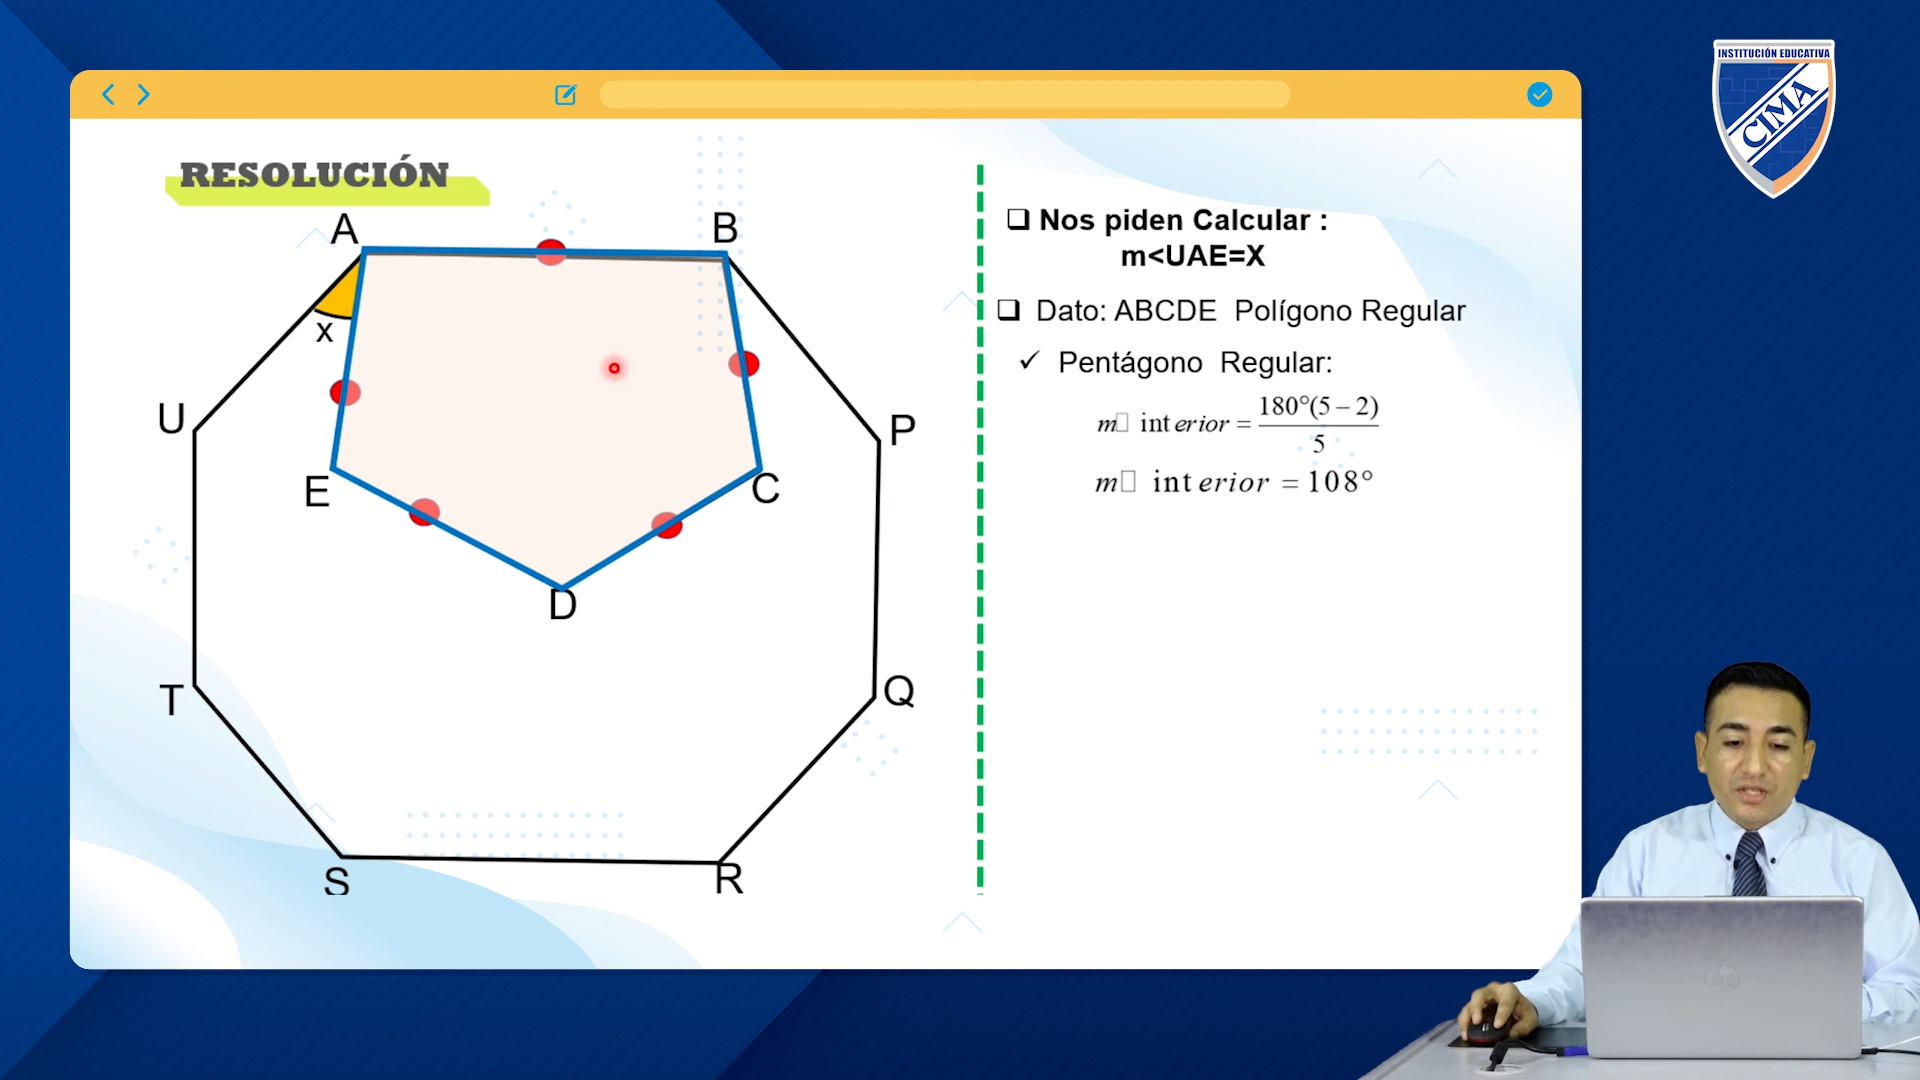 INSTITUCIÓN EDUCATIVA
CIMA
RESOLUCIÓN
A
B
x
U
P
E
C
D
T
Q
S
R
❑ Nos piden Calcular :
m<UAE=X
❑ Dato: ABCDE Polígono Regular
✓ Pentágono Regular:
m□ interior = 180°(5 – 2)
5
m□ interior = 108°